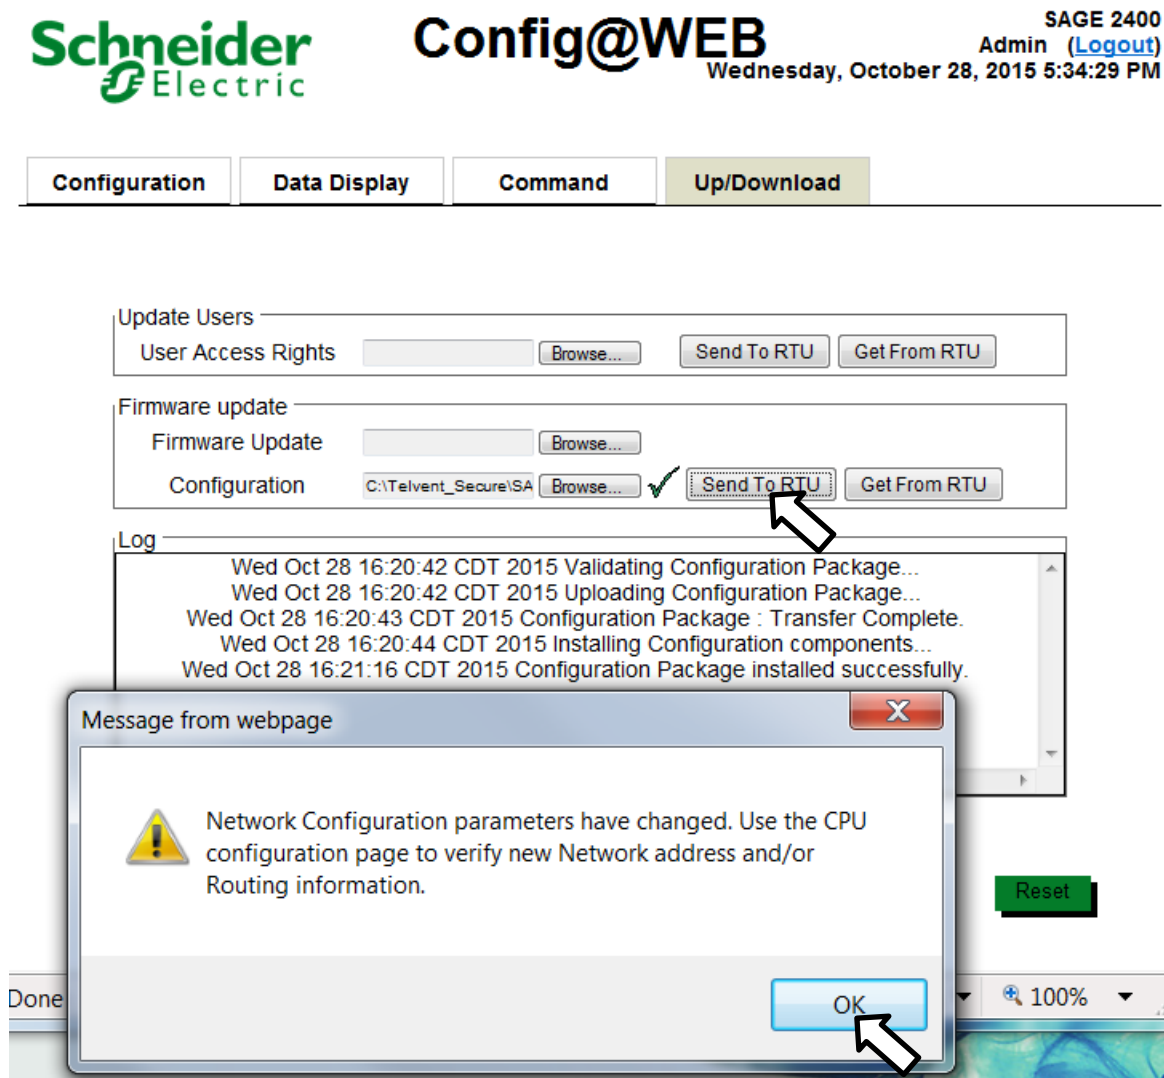 Schneider
Electric
Config@WEB
SAGE 2400
Admin (Logout)
Wednesday, October 28, 2015 5:34:29 PM
Configuration Data Display Command Up/Download
Update Users
User Access Rights Browse... Send To RTU Get From RTU
Firmware update
Firmware Update Browse...
Configuration C:\Telvent_Secure\SA Browse... Send To RTU Get From RTU
Log
Wed Oct 28 16:20:42 CDT 2015 Validating Configuration Package...
Wed Oct 28 16:20:42 CDT 2015 Uploading Configuration Package...
Wed Oct 28 16:20:43 CDT 2015 Configuration Package : Transfer Complete.
Wed Oct 28 16:20:44 CDT 2015 Installing Configuration components...
Wed Oct 28 16:21:16 CDT 2015 Configuration Package installed successfully.
Message from webpage
Network Configuration parameters have changed. Use the CPU
configuration page to verify new Network address and/or
Routing information.
Reset
OK
Done 100%